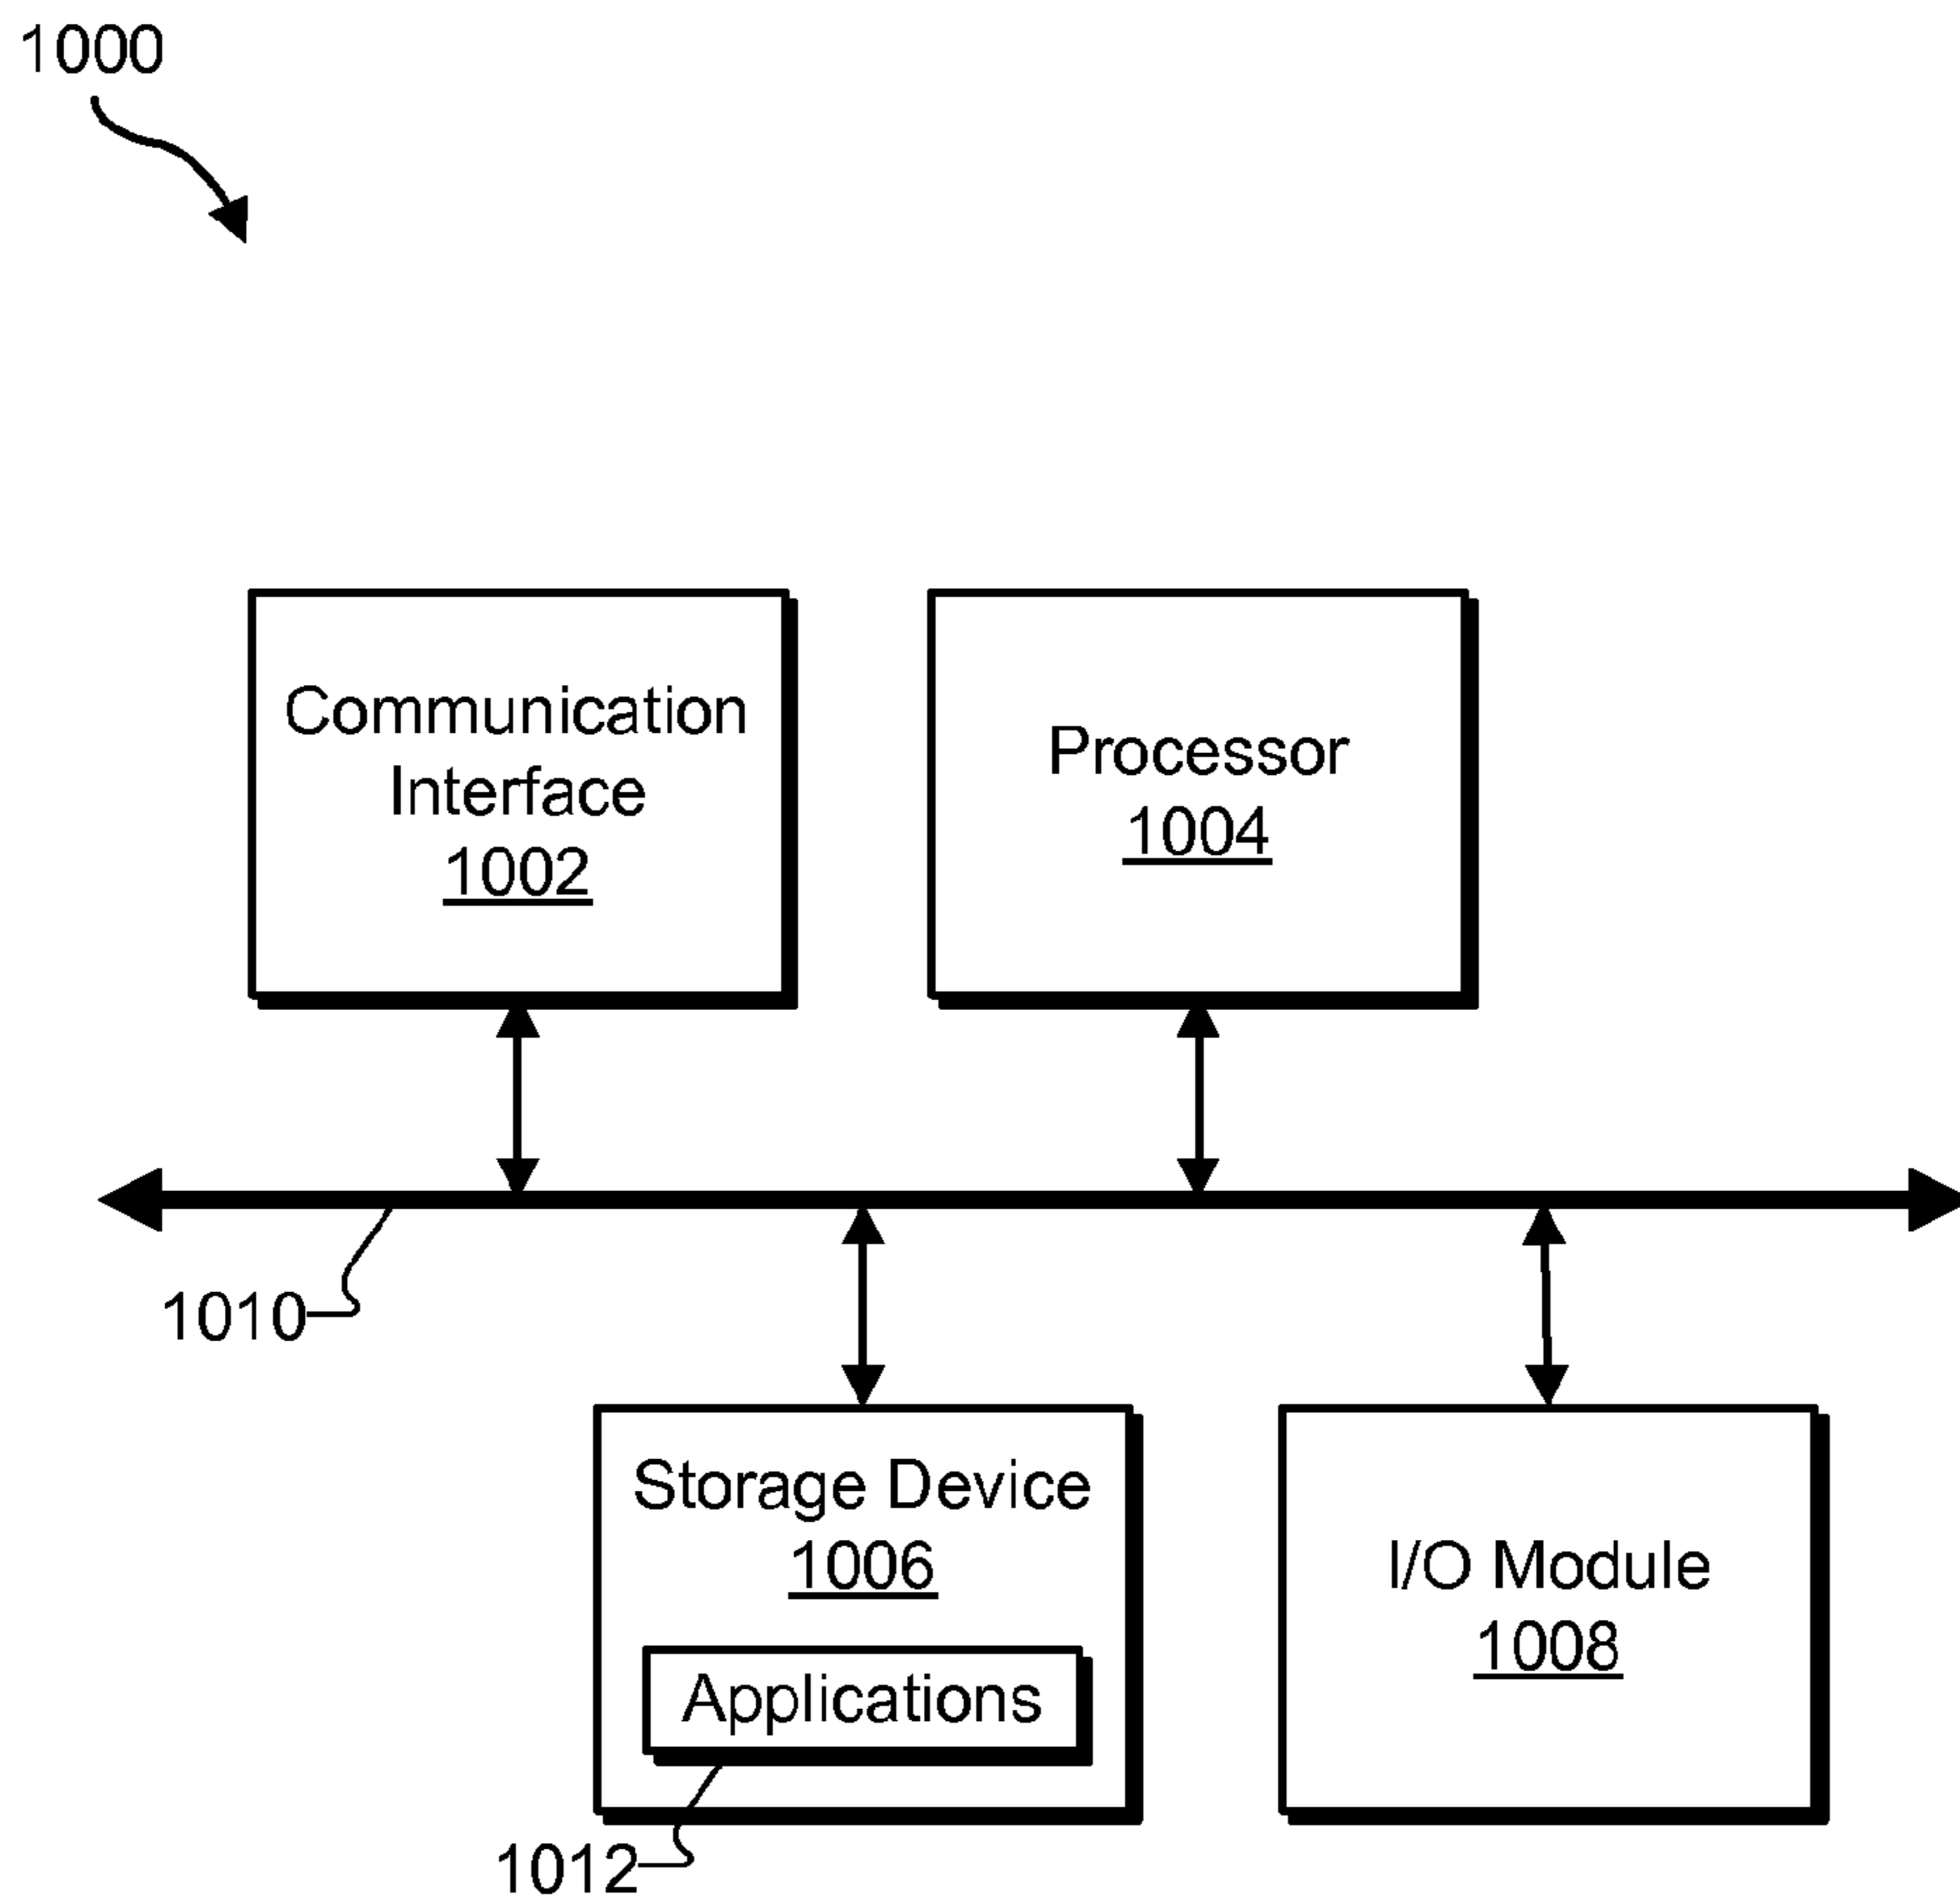 1000
Communication
Interface
1002
Processor
1004
1010
Storage Device
1006
Applications
1012
I/O Module
1008